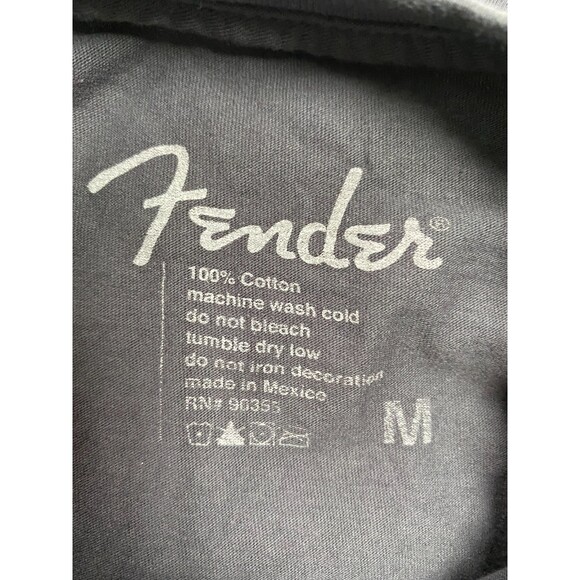 Fender®
100% Cotton
machine wash cold
do not bleach
tumble dry low
do not iron decoration
made in Mexico
RN# 90355
M